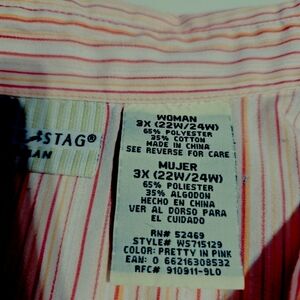 STAG®
WOMAN
3X (22W/24W)
65% POLYESTER
35% COTTON
MADE IN CHINA
SEE REVERSE FOR CARE
MUJER
3X (22W/24W)
65% POLIESTER
35% ALGODON
HECHO EN CHINA
VER AL DORSO PARA
EL CUIDADO
RN# 52469
STYLE# WS715129
COLOR: PRETTY IN PINK
EAN: 0 66216308532
RFC# 910911-9L0